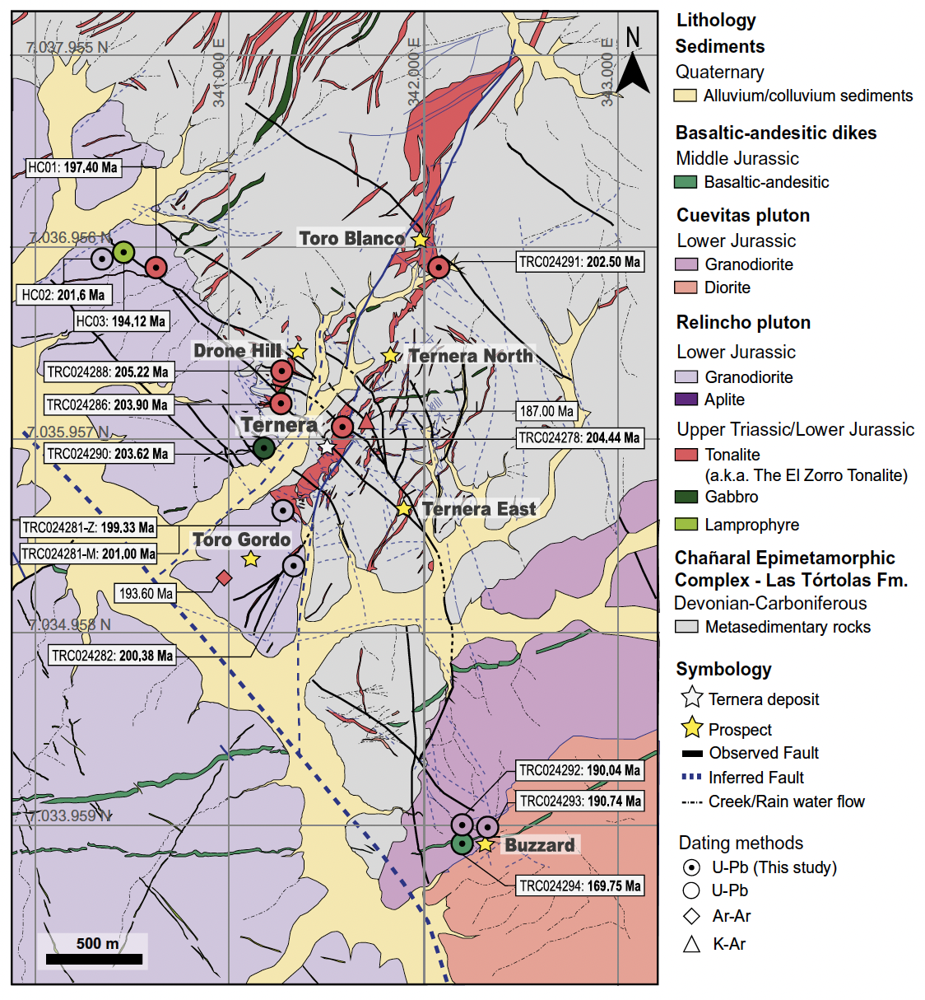 7.037.955 N
341.000 E
342.000 E
343.000 E
N
HC01: 197.40 Ma
7.036.956 N
Toro Blanco
TRC024291: 202.50 Ma
HC02: 201,6 Ma
HC03: 194,12 Ma
Drone Hill
Ternera North
TRC024288: 205.22 Ma
TRC024286: 203.90 Ma
187.00 Ma
Ternera
7.035.957 N
TRC024278: 204.44 Ma
TRC024290: 203.62 Ma
Ternera East
TRC024281-Z: 199.33 Ma
Toro Gordo
TRC024281-M: 201.00 Ma
193.60 Ma
7.034.958 N
TRC024282: 200,38 Ma
TRC024292: 190.04 Ma
TRC024293: 190.74 Ma
7.033.959 N
Buzzard
TRC024294: 169.75 Ma
500 m
Lithology
Sediments
Quaternary
Alluvium/colluvium sediments
Basaltic-andesitic dikes
Middle Jurassic
Basaltic-andesitic
Cuevitas pluton
Lower Jurassic
Granodiorite
Diorite
Relincho pluton
Lower Jurassic
Granodiorite
Aplite
Upper Triassic/Lower Jurassic
Tonalite
(a.k.a. The El Zorro Tonalite)
Gabbro
Lamprophyre
Chañaral Epimetamorphic
Complex - Las Tórtolas Fm.
Devonian-Carboniferous
Metasedimentary rocks
Symbology
Ternera deposit
Prospect
Observed Fault
Inferred Fault
Creek/Rain water flow
Dating methods
U-Pb (This study)
U-Pb
Ar-Ar
K-Ar